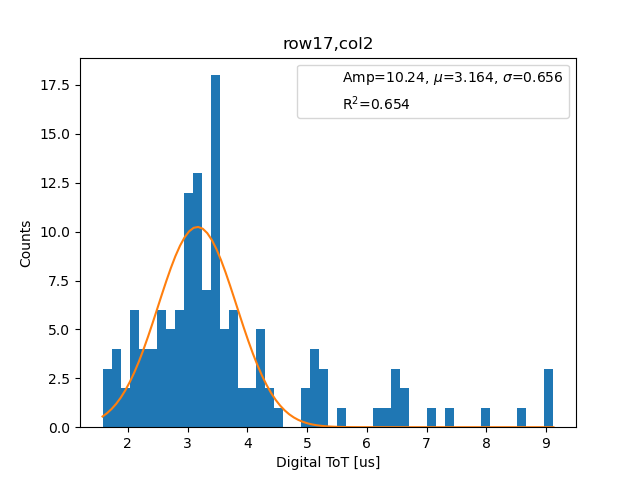 row17,col2
Amp=10.24, μ=3.164, σ=0.656
R²=0.654
17.5
15.0
12.5
10.0
7.5
5.0
2.5
0.0
Counts
2 3 4 5 6 7 8 9
Digital ToT [us]